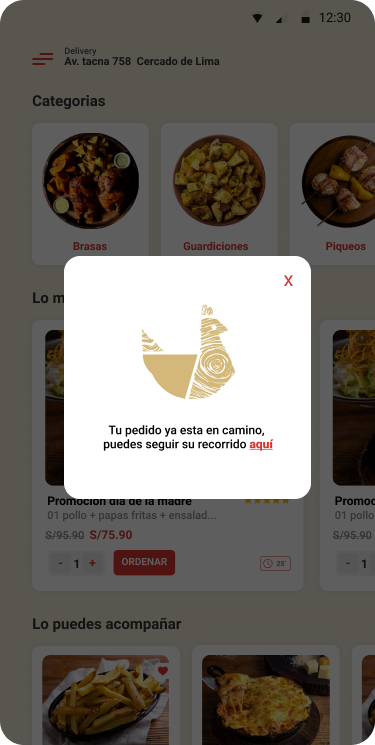 12:30
Delivery
Av. tacna 758 Cercado de Lima
Categorias
Brasas
Guardiciones
Piqueos
Lo m
X
Tu pedido ya esta en camino,
puedes seguir su recorrido aquí
Promoción dia de la madre
Promoc
01 pollo + papas fritas + ensalad...
01 pollo
S/95.90 S/75.90
S/95.90
- 1 +
ORDENAR
25'
- 1
Lo puedes acompañar